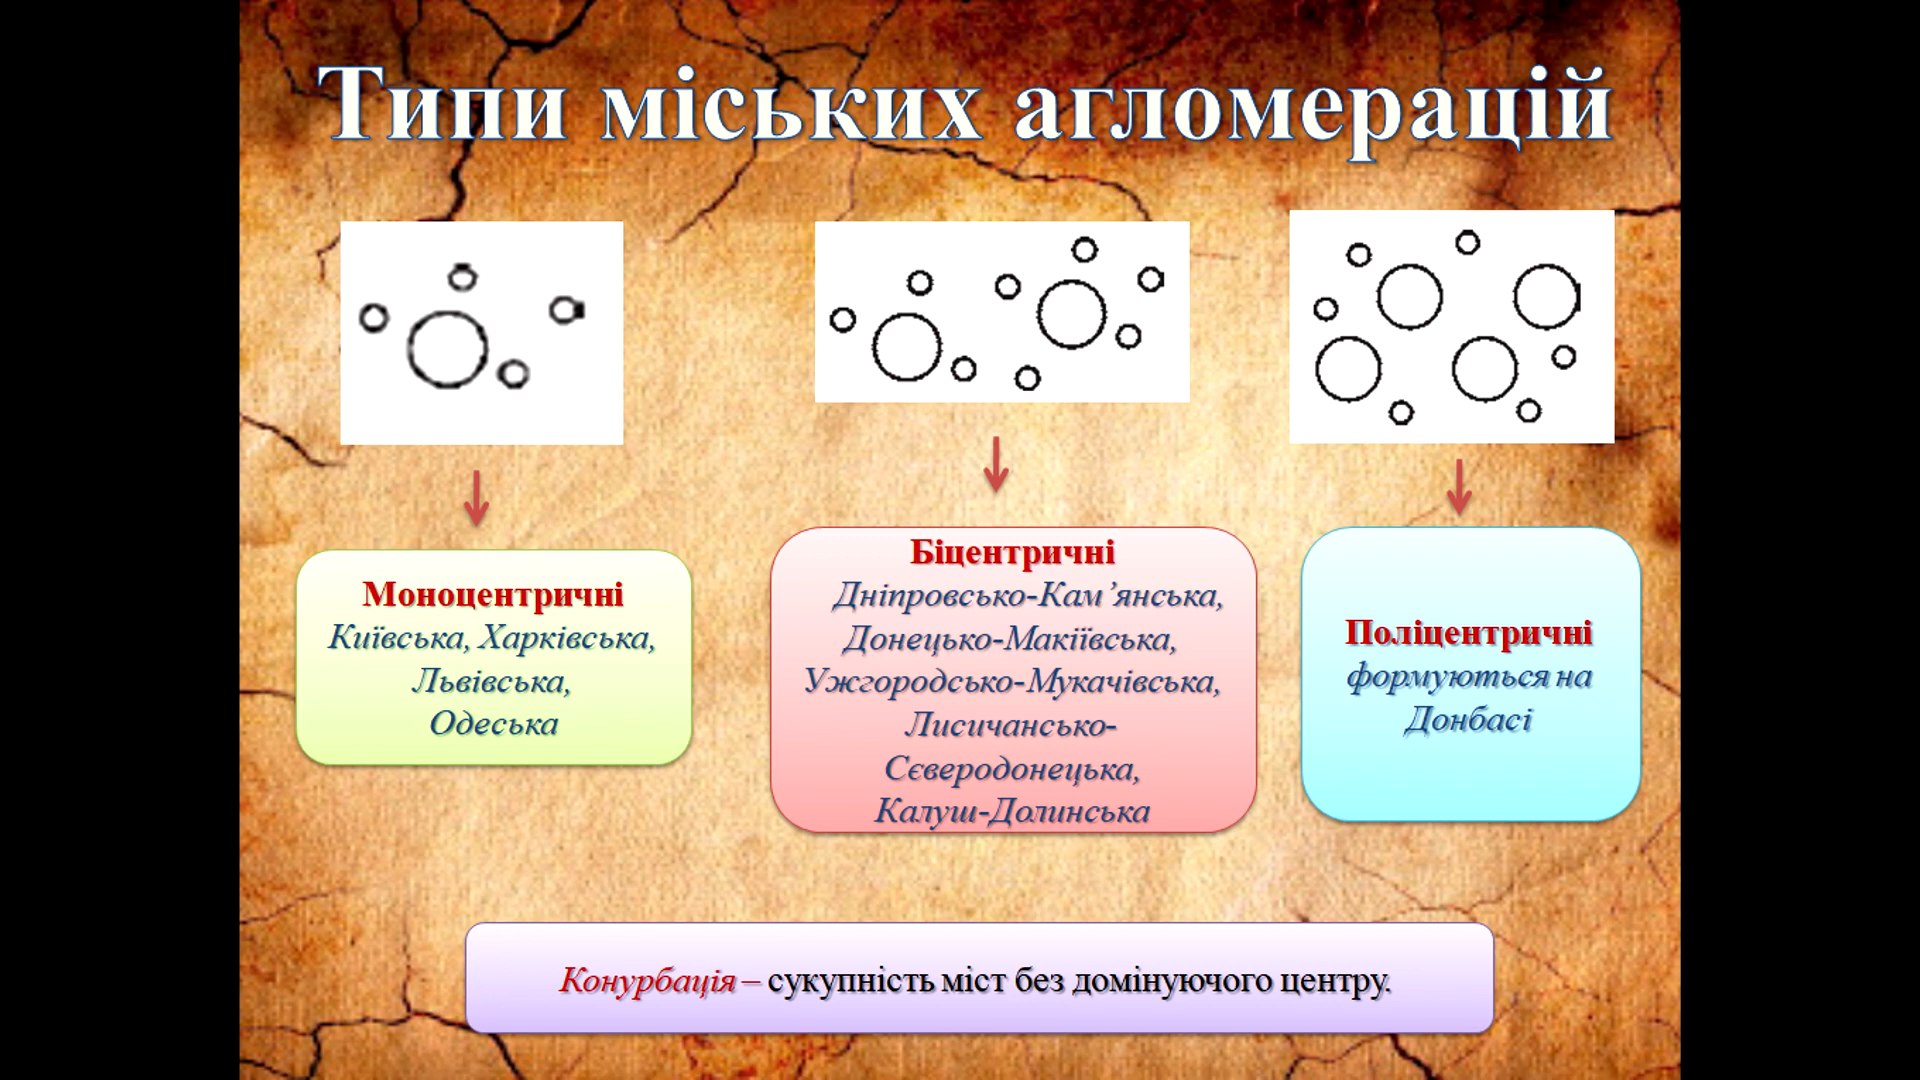 Типи міських агломерацій
Моноцентричні
Київська, Харківська,
Львівська,
Одеська
Біцентричні
Дніпровсько-Кам’янська,
Донецько-Макіївська,
Ужгородсько-Мукачівська,
Лисичансько-
Сєверодонецька,
Калуш-Долинська
Поліцентричні
формуються на
Донбасі
Конурбація – сукупність міст без домінуючого центру.